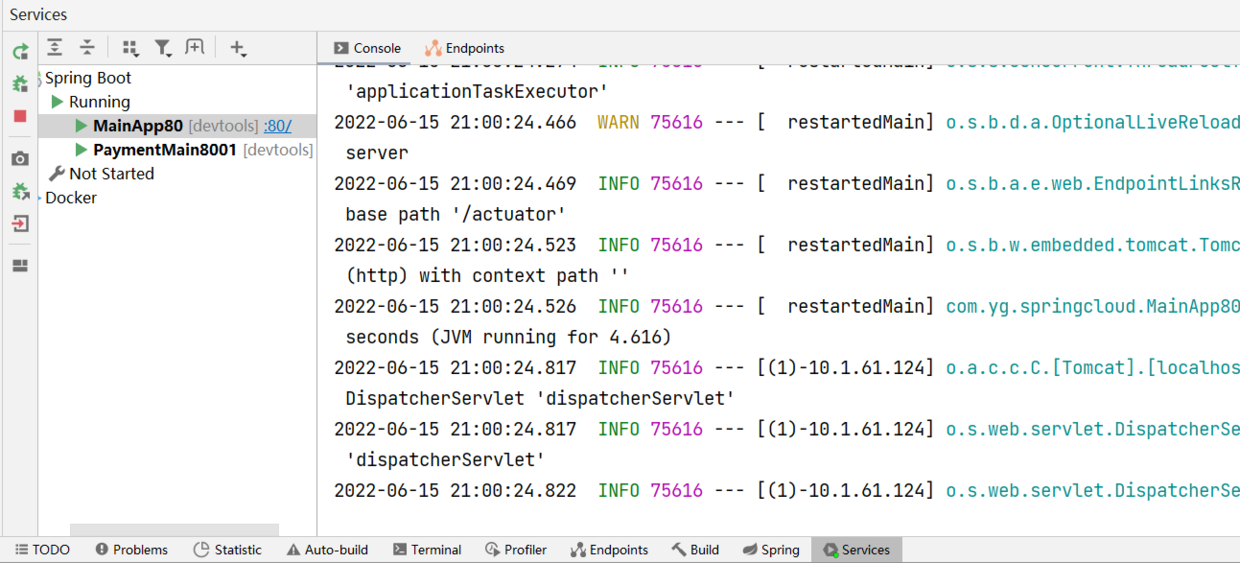 Services
Console
Endpoints
Spring Boot
Running
MainApp80 [devtools] :80/
PaymentMain8001 [devtools]
Not Started
Docker
'applicationTaskExecutor'
2022-06-15 21:00:24.466 WARN 75616 --- [ restartedMain] o.s.b.d.a.OptionalLiveReload
server
2022-06-15 21:00:24.469 INFO 75616 --- [ restartedMain] o.s.b.a.e.web.EndpointLinksR
base path '/actuator'
2022-06-15 21:00:24.523 INFO 75616 --- [ restartedMain] o.s.b.w.embedded.tomcat.Tomc
(http) with context path ''
2022-06-15 21:00:24.526 INFO 75616 --- [ restartedMain] com.yg.springcloud.MainApp80
seconds (JVM running for 4.616)
2022-06-15 21:00:24.817 INFO 75616 --- [(1)-10.1.61.124] o.a.c.c.C.[Tomcat].[localhos
DispatcherServlet 'dispatcherServlet'
2022-06-15 21:00:24.817 INFO 75616 --- [(1)-10.1.61.124] o.s.web.servlet.DispatcherSe
'dispatcherServlet'
2022-06-15 21:00:24.822 INFO 75616 --- [(1)-10.1.61.124] o.s.web.servlet.DispatcherSe
TODO
Problems
Statistic
Auto-build
Terminal
Profiler
Endpoints
Build
Spring
Services